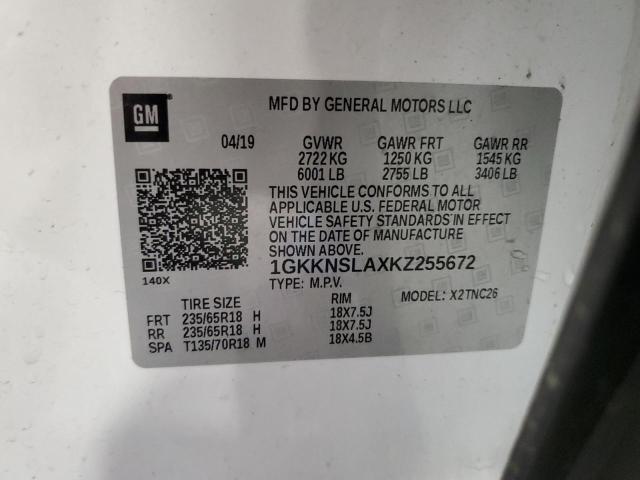 GM
MFD BY GENERAL MOTORS LLC
04/19 GVWR GAWR FRT GAWR RR
2722 KG 1250 KG 1545 KG
6001 LB 2755 LB 3406 LB
THIS VEHICLE CONFORMS TO ALL
APPLICABLE U.S. FEDERAL MOTOR
VEHICLE SAFETY STANDARDS IN EFFECT
ON THE DATE OF MANUFACTURE
SHOWN ABOVE.
1GKKNSLAXKZ255672
140X
TYPE: M.P.V. MODEL: X2TNC26
TIRE SIZE RIM
FRT 235/65R18 H 18X7.5J
RR 235/65R18 H 18X7.5J
SPA T135/70R18 M 18X4.5B